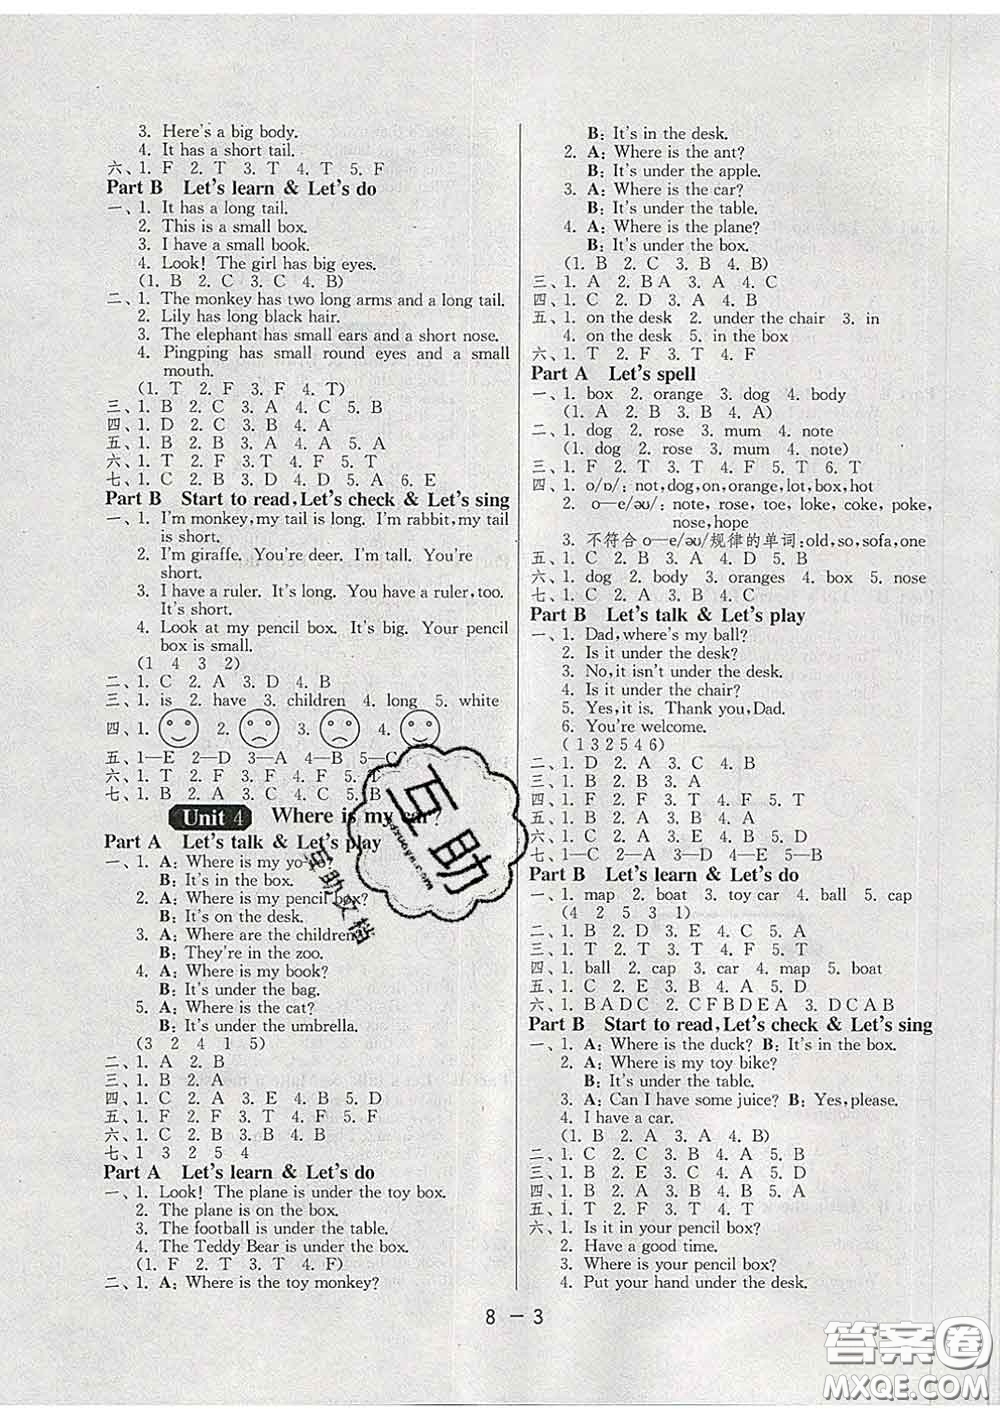 3. Here's a big body.
4. It has a short tail.
六、1. F 2. T 3. T 4. T 5. F
Part B Let's learn & Let's do
一、1. It has a long tail.
2. This is a small box.
3. I have a small book.
4. Look! The girl has big eyes.
(1. B 2. C 3. C 4. B)
二、1. The monkey has two long arms and a long tail.
2. Lily has long black hair.
3. The elephant has small ears and a short nose.
4. Pingping has small round eyes and a small
mouth.
(1. T 2. F 3. F 4. T)
三、1. B 2. C 3. A 4. C 5. B
四、1. D 2. C 3. B 4. A
五、1. B 2. B 3. A 4. A 5. A
六、1. T 2. F 3. T 4. F 5. T
七、1. C 2. B 3. D 4. D 5. A 6. E
Part B Start to read, Let's check & Let's sing
一、1. I'm monkey, my tail is long. I'm rabbit, my tail
is short.
2. I'm giraffe. You're deer. I'm tall. You're
short.
3. I have a ruler. It's long. You have a ruler, too.
It's short.
4. Look at my pencil box. It's big. Your pencil
box is small.
(1 4 3 2)
二、1. C 2. A 3. D 4. B
三、1. is 2. have 3. children 4. long 5. white
四、1. 2. 3. 4.
五、1—E 2—D 3—A 4—B 5—C
六、1. T 2. F 3. F 4. F 5. T
七、1. B 2. A 3. A 4. C 5. B
Unit 4 Where is my car?
Part A Let's talk & Let's play
一、1. A: Where is my yo-
B: It's in the box.
2. A: Where is my pencil box?
B: It's on the desk.
3. A: Where are the children
B: They're in the zoo.
4. A: Where is my book?
B: It's under the bag.
5. A: Where is the cat?
B: It's under the umbrella.
(3 2 4 1 5)
二、1. A 2. B
三、1. B 2. A
四、1. C 2. A 3. E 4. B 5. D
五、1. F 2. F 3. T 4. F 5. F
六、1. C 2. B 3. B 4. B
七、1 3 2 5 4
Part A Let's learn & Let's do
一、1. Look! The plane is under the toy box.
2. The plane is on the box.
3. The football is under the table.
4. The Teddy Bear is under the box.
(1. F 2. T 3. T 4. F)
二、1. A: Where is the toy monkey?
B: It's in the desk.
2. A: Where is the ant?
B: It's under the apple.
3. A: Where is the car?
B: It's under the table.
4. A: Where is the plane?
B: It's under the box.
(1. B 2. C 3. B 4. B)
三、1. A 2. B A 3. A 4. C
四、1. C 2. D 3. A 4. B
五、1. on the desk 2. under the chair 3. in
4. on the desk 5. in the box
六、1. T 2. F 3. T 4. F
Part A Let's spell
一、1. box 2. orange 3. dog 4. body
(1. A 2. B 3. B 4. A)
二、1. dog 2. rose 3. mum 4. note
(1. dog 2. rose 3. mum 4. note)
三、1. F 2. T 3. T 4. F 5. T 6. T
四、1. o/ɒ/: not, dog, on, orange, lot, box, hot
2. o—e/əʊ/: note, rose, toe, loke, coke, poke,
nose, hope
3. 不符合 o—e/əʊ/规律的单词: old, so, sofa, one
五、1. C 2. B 3. A 4. D 5. B
六、1. dog 2. body 3. oranges 4. box 5. nose
七、1. C 2. A 3. B 4. C
Part B Let's talk & Let's play
一、1. Dad, where's my ball?
2. Is it under the desk?
3. No, it isn't under the desk.
4. Is it under the chair?
5. Yes, it is. Thank you, Dad.
6. You're welcome.
(1 3 2 5 4 6)
二、1. D 2. A 3. C 4. B
三、1. B 2. B 3. A
四、1. F 2. F 3. T 4. F 5. T
五、1. B 2. A 3. B 4. A
六、1. C 2. A 3. E 4. B 5. D
七、1—C 2—A 3—D 4—E 5—B
Part B Let's learn & Let's do
一、1. map 2. boat 3. toy car 4. ball 5. cap
(4 2 5 3 1)
二、1. B 2. D 3. E 4. C 5. A
三、1. T 2. T 3. T 4. F 5. T
四、1. ball 2. cap 3. car 4. map 5. boat
五、1. C 2. E 3. B 4. A 5. D
六、1. B A D C 2. C F B D E A 3. D C A B
Part B Start to read, Let's check & Let's sing
一、1. A: Where is the duck? B: It's in the box.
2. A: Where is my toy bike?
B: It's under the table.
3. A: Can I have some juice? B: Yes, please.
4. I have a car.
(1. B 2. A 3. A 4. B)
二、1. C 2. C 3. B 4. A 5. B
三、1. B 2. E 3. C 4. A 5. D
四、1. B 2. A 3. A 4. B 5. A
五、1. T 2. F 3. T 4. T
六、1. Is it in your pencil box?
2. Have a good time.
3. Where is your pencil box?
4. Put your hand under the desk.
8 — 3
互助
互助文档
答案圈
MXQE.COM